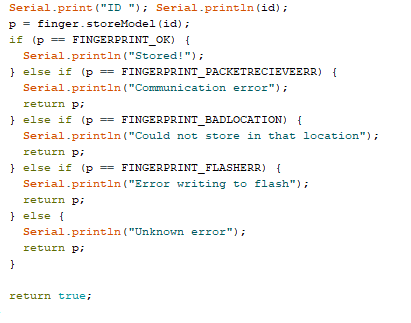 Serial.print("ID "); Serial.println(id);
p = finger.storeModel(id);
if (p == FINGERPRINT_OK) {
  Serial.println("Stored!");
} else if (p == FINGERPRINT_PACKETRECIEVEERR) {
  Serial.println("Communication error");
  return p;
} else if (p == FINGERPRINT_BADLOCATION) {
  Serial.println("Could not store in that location");
  return p;
} else if (p == FINGERPRINT_FLASHERR) {
  Serial.println("Error writing to flash");
  return p;
} else {
  Serial.println("Unknown error");
  return p;
}

return true;